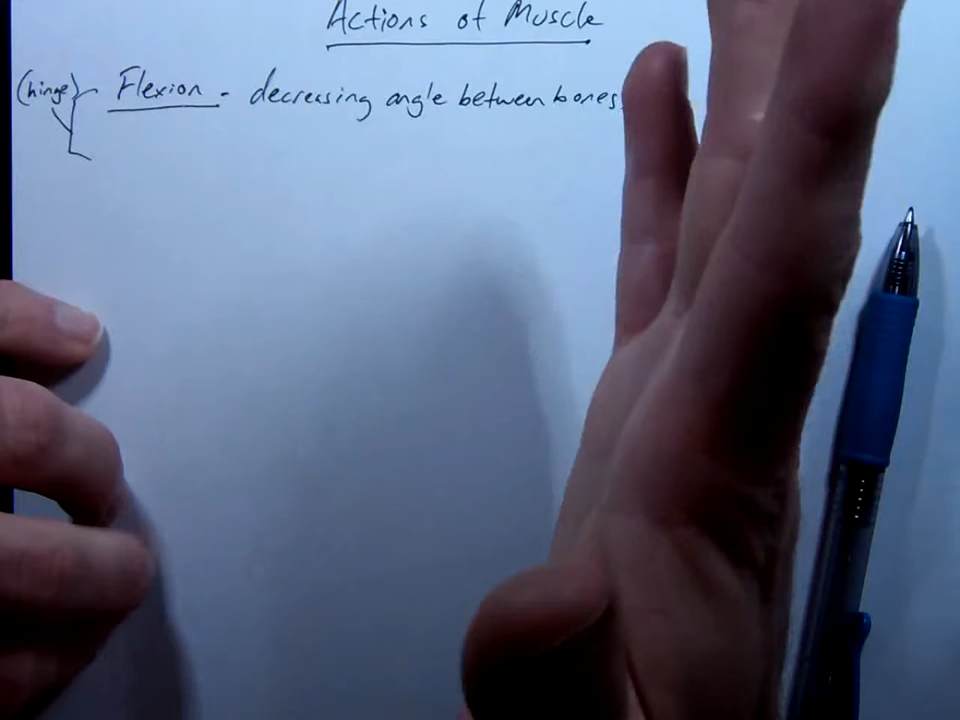 Actions of Muscle
(hinge) Flexion - decreasing angle between bones